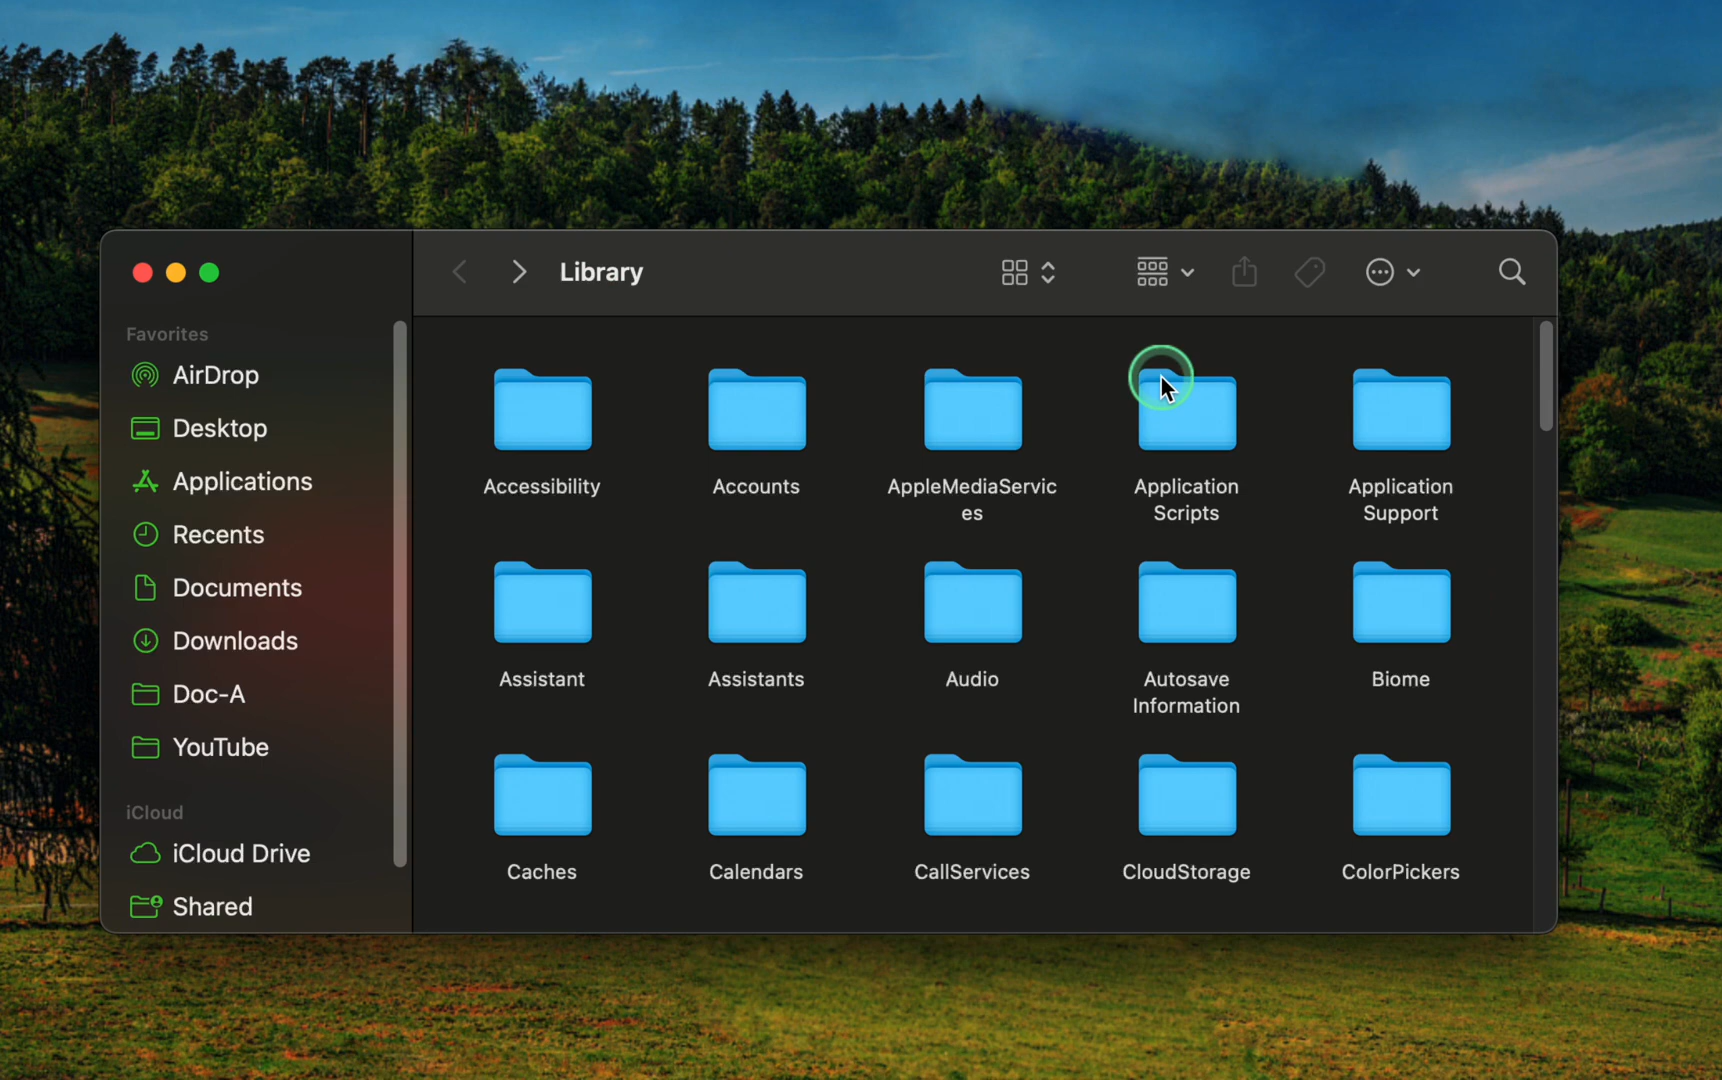 Library
Favorites
AirDrop
Desktop
Applications
Recents
Documents
Downloads
Doc-A
YouTube
iCloud
iCloud Drive
Shared
Accessibility
Accounts
AppleMediaServic
es
Application
Scripts
Application
Support
Assistant
Assistants
Audio
Autosave
Information
Biome
Caches
Calendars
CallServices
CloudStorage
ColorPickers